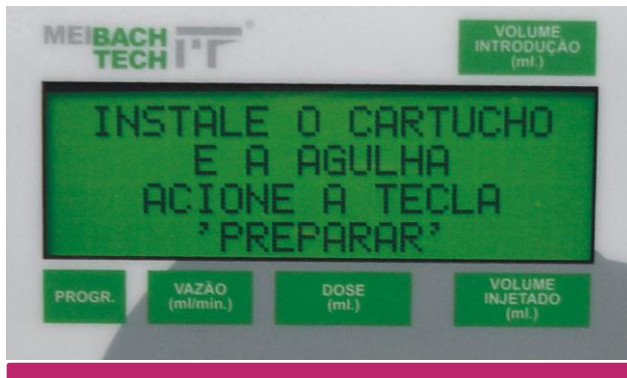 MEIBACH
TECH
VOLUME
INTRODUÇÃO
(ml.)
INSTALE O CARTUCHO
E A AGULHA
ACIONE A TECLA
'PREPARAR'
PROGR.
VAZÃO
(ml/min.)
DOSE
(ml.)
VOLUME
INJETADO
(ml.)